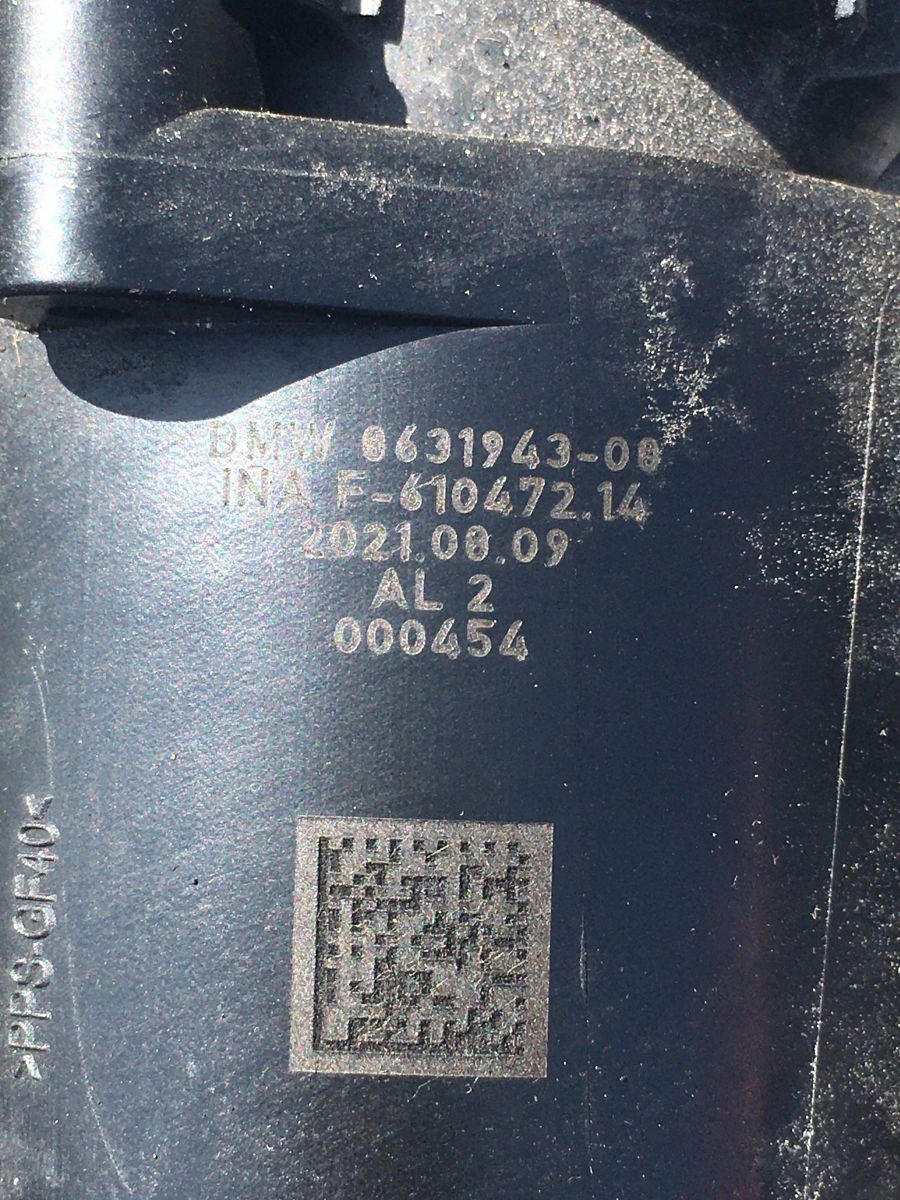 BMW 8631943-08
INA F-610472.14
2021.08.09
AL 2
000454
>PPS-GF40<